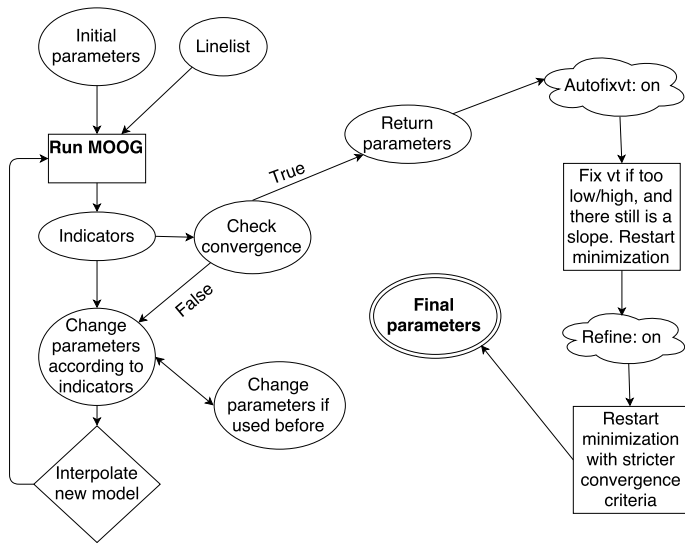 Initial
parameters
Linelist
Run MOOG
Indicators
Check
convergence
True
False
Return
parameters
Autofixvt: on
Fix vt if too
low/high, and
there still is a
slope. Restart
minimization
Refine: on
Restart
minimization
with stricter
convergence
criteria
Final
parameters
Change
parameters
according to
indicators
Change
parameters if
used before
Interpolate
new model